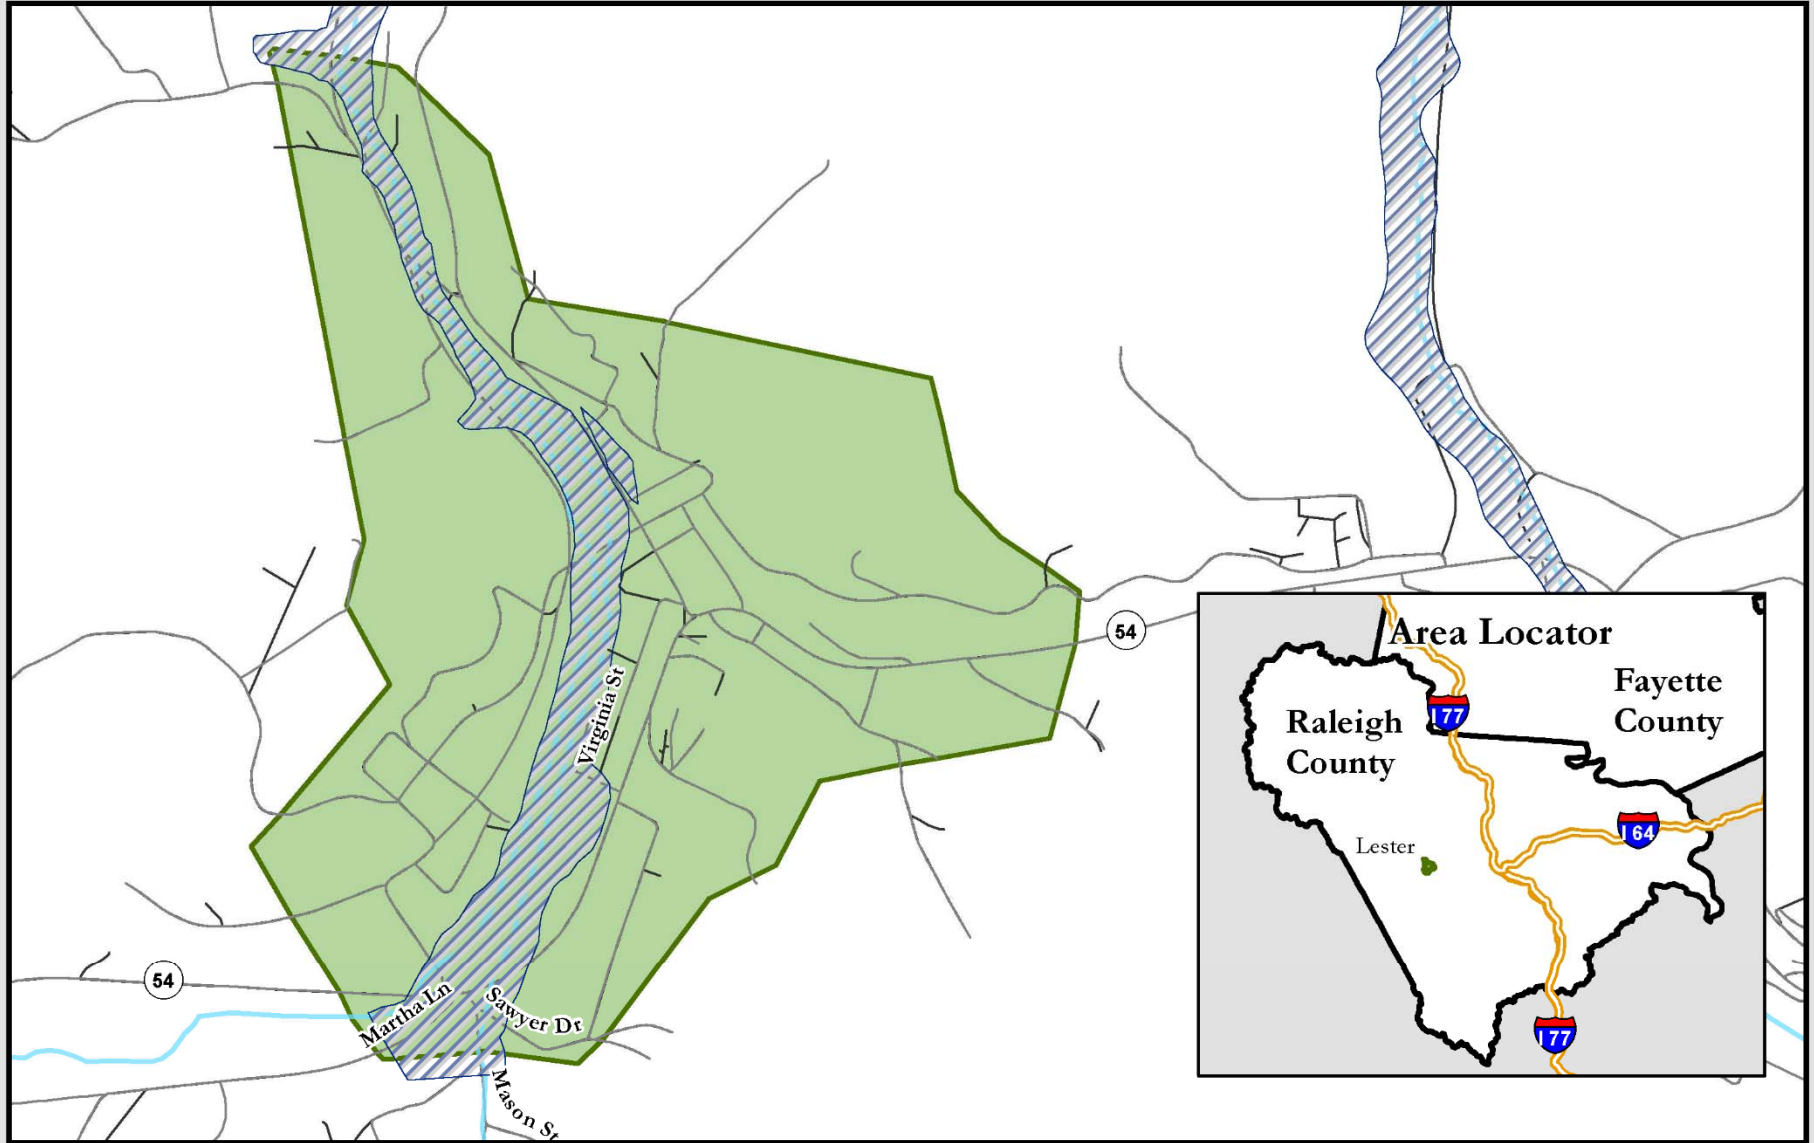 Virginia St
54
54
Martha Ln
Sawyer Dr
Mason St
Area Locator
Fayette
County
I 77
Raleigh
County
I 64
Lester
I 77